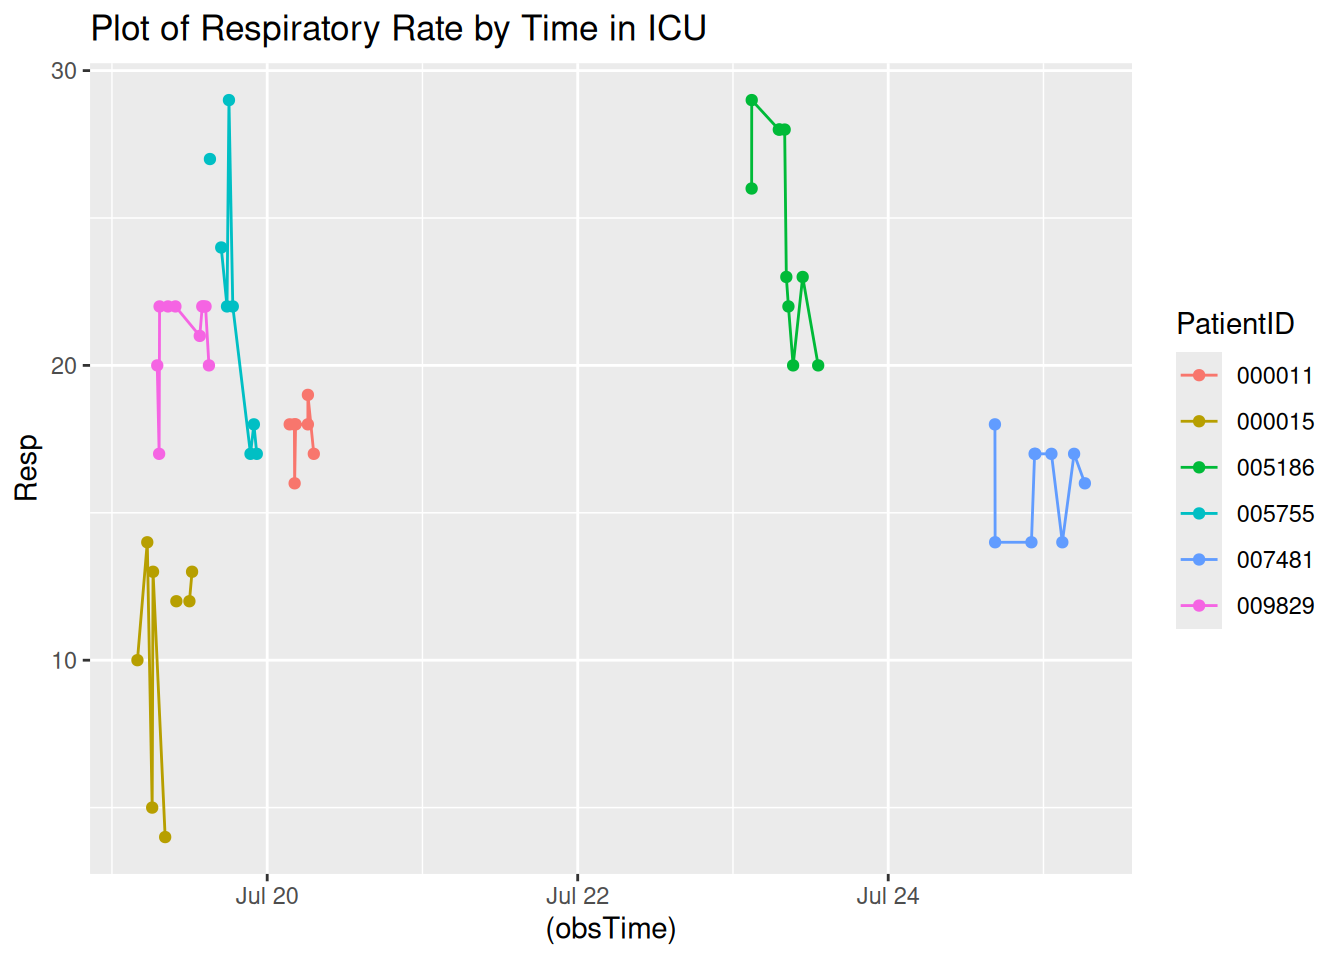 Plot of Respiratory Rate by Time in ICU
30
20
10
Resp
Jul 20
Jul 22
Jul 24
(obsTime)
PatientID
000011
000015
005186
005755
007481
009829